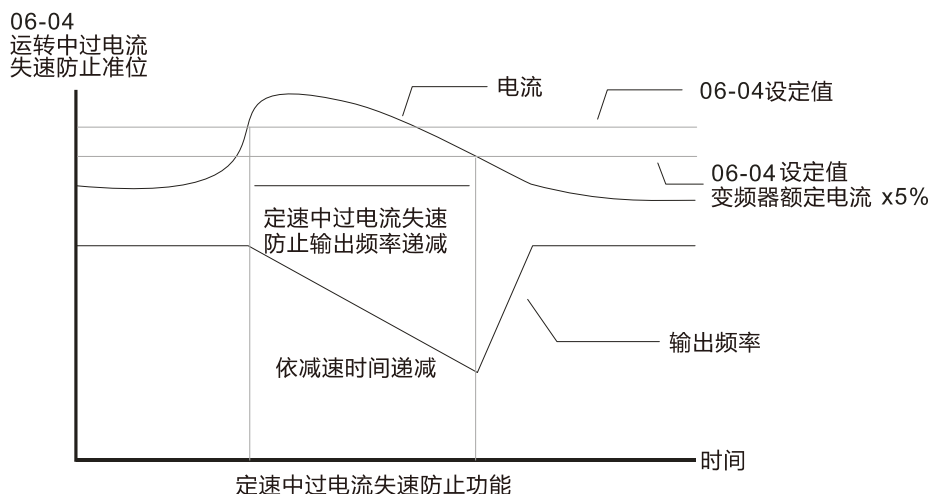 06-04
运转中过电流
失速防止准位
电流
06-04设定值
06-04 设定值
变频器额定电流 x5%
定速中过电流失速
防止输出频率递减
输出频率
依减速时间递减
时间
定速中过电流失速防止功能